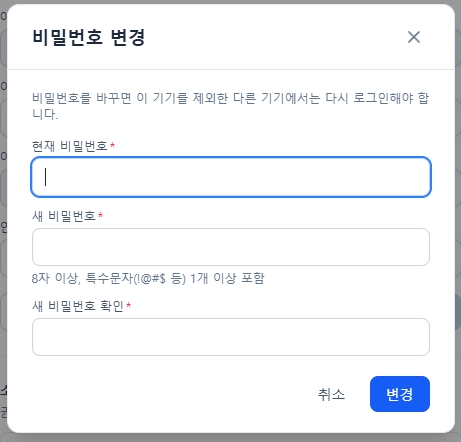 비밀번호 변경
비밀번호를 바꾸면 이 기기를 제외한 다른 기기에서는 다시 로그인해야 합
니다.
현재 비밀번호*
새 비밀번호*
8자 이상, 특수문자(!@#$ 등) 1개 이상 포함
새 비밀번호 확인*
취소
변경